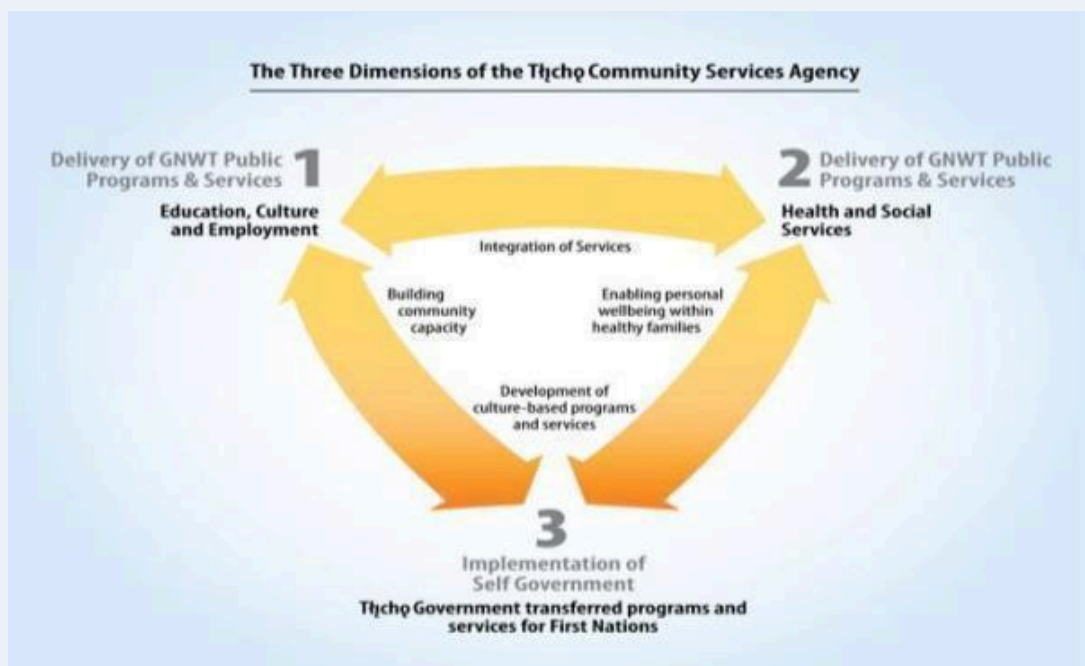 The Three Dimensions of the Tłı̨chǫ Community Services Agency
Delivery of GNWT Public
Programs & Services
1
Education, Culture
and Employment
2
Delivery of GNWT Public
Programs & Services
Health and Social
Services
Integration of Services
Building
community
capacity
Enabling personal
wellbeing within
healthy families
Development of
culture-based programs
and services
3
Implementation of
Self Government
Tłı̨chǫ Government transferred programs and
services for First Nations